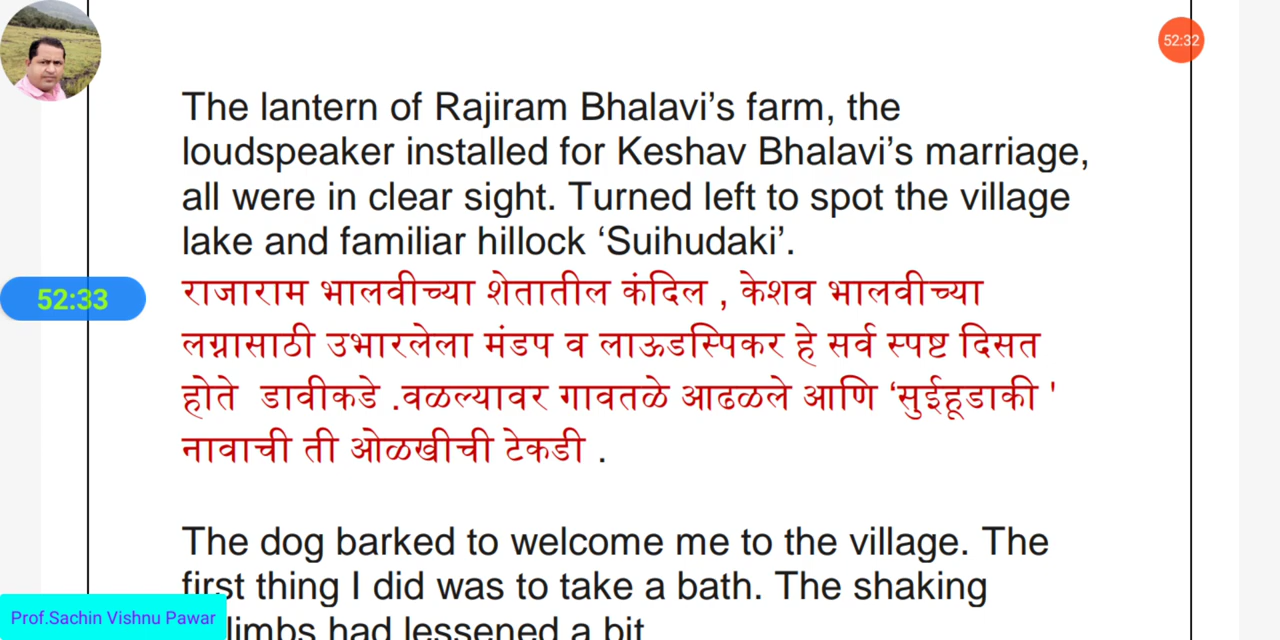 52:32
The lantern of Rajiram Bhalavi’s farm, the
loudspeaker installed for Keshav Bhalavi’s marriage,
all were in clear sight. Turned left to spot the village
lake and familiar hillock ‘Suihudaki’.
52:33
राजाराम भालवीच्या शेतातील कंदिल , केशव भालवीच्या
लग्नासाठी उभारलेला मंडप व लाऊडस्पिकर हे सर्व स्पष्ट दिसत
होते डावीकडे .वळल्यावर गावतळे आढळले आणि ‘सुईहूडाकी '
नावाची ती ओळखीची टेकडी .
The dog barked to welcome me to the village. The
first thing I did was to take a bath. The shaking
limbs had lessened a bit
Prof.Sachin Vishnu Pawar